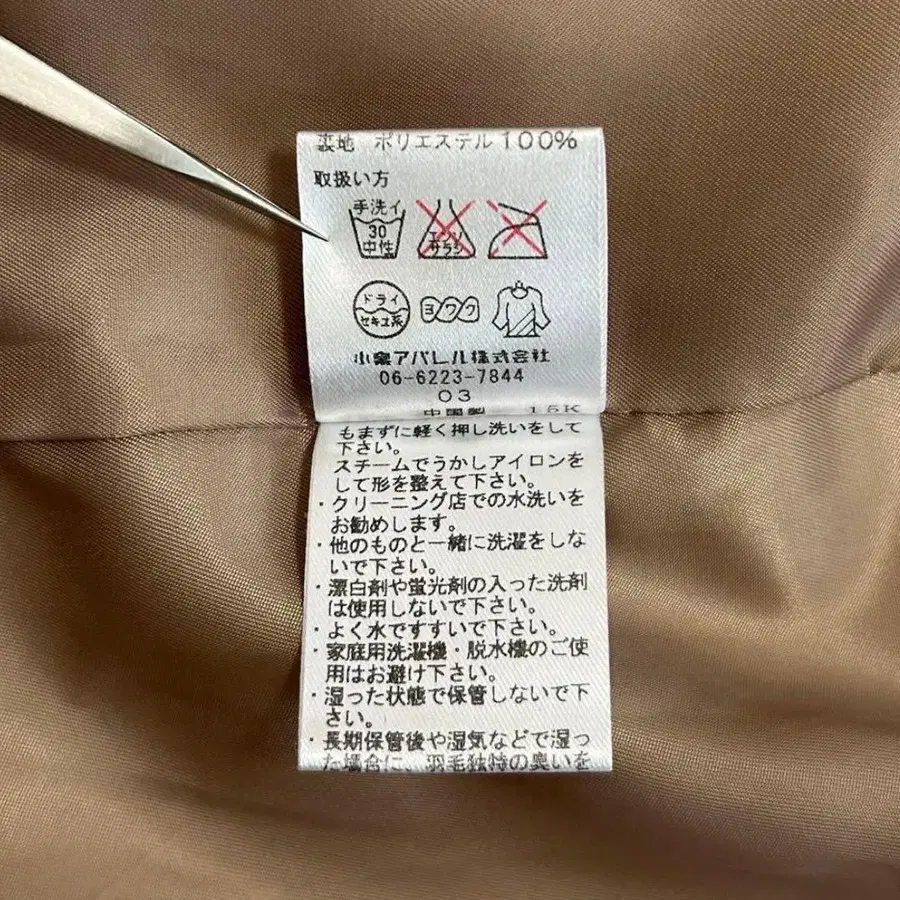 裏地 ポリエステル 100%
取扱い方
手洗イ
30
中性
エンソ
サラシ
ドライ
セキユ系
ヨワク
小泉アパレル株式会社
06-6223-7844
03
中国製 15K
もまずに軽く押し洗いをして
下さい。
スチームでうかしアイロンを
して形を整えて下さい。
・クリーニング店での水洗いを
お勧めします。
・他のものと一緒に洗濯をしな
いで下さい。
・漂白剤や蛍光剤の入った洗剤
は使用しないで下さい。
・よく水ですすいで下さい。
・家庭用洗濯機・脱水機のご使
用はお避け下さい。
・湿った状態で保管しないで下
さい。
・長期保管後や湿気などで湿っ
た場合に、羽毛独特の臭いを